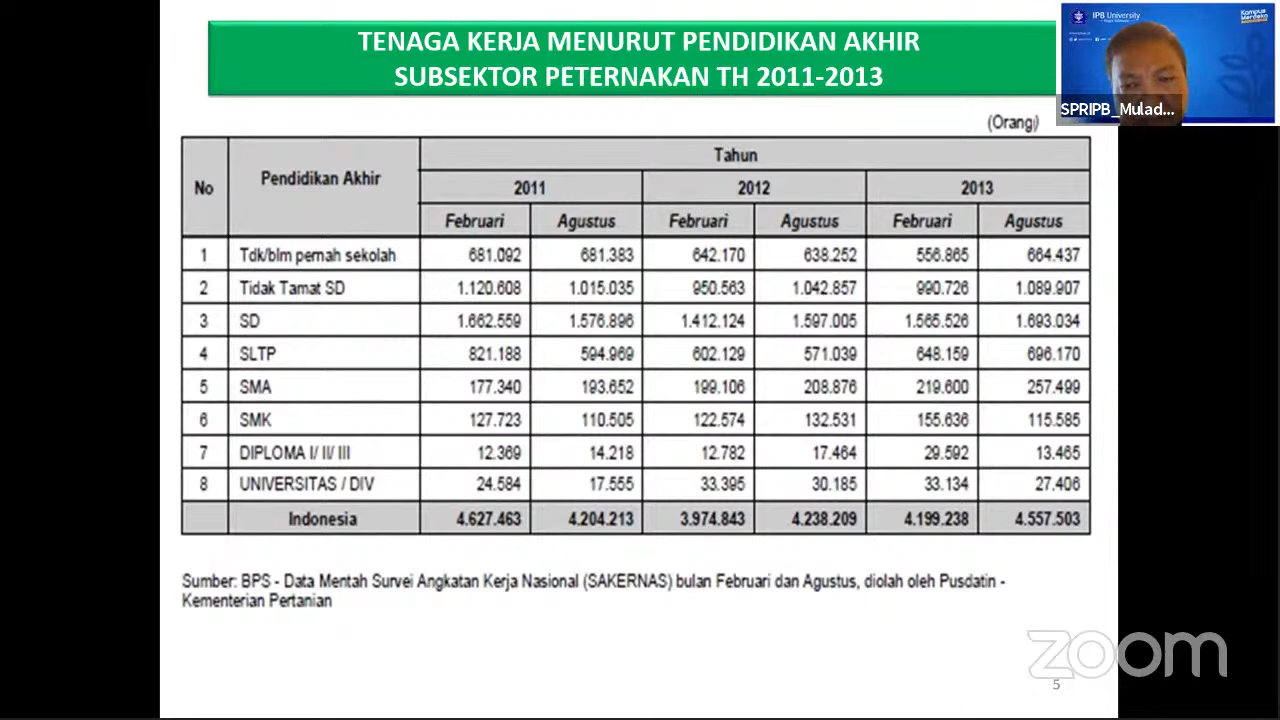 TENAGA KERJA MENURUT PENDIDIKAN AKHIR
SUBSEKTOR PETERNAKAN TH 2011-2013
IPB University
Kampus
Merdeka
SPRIPB_Mulad...
(Orang)
No Pendidikan Akhir Tahun
2011 2012 2013
Februari Agustus Februari Agustus Februari Agustus
1 Tdk/blm pernah sekolah 681.092 681.383 642.170 638.252 556.865 664.437
2 Tidak Tamat SD 1.120.608 1.015.035 950.563 1.042.857 990.726 1.089.907
3 SD 1.662.559 1.576.896 1.412.124 1.597.005 1.565.526 1.693.034
4 SLTP 821.188 594.969 602.129 571.039 648.159 696.170
5 SMA 177.340 193.652 199.106 208.876 219.600 257.499
6 SMK 127.723 110.505 122.574 132.531 155.636 115.585
7 DIPLOMA I/ II/ III 12.369 14.218 12.782 17.464 29.592 13.465
8 UNIVERSITAS / DIV 24.584 17.555 33.395 30.185 33.134 27.406
Indonesia 4.627.463 4.204.213 3.974.843 4.238.209 4.199.238 4.557.503
Sumber: BPS - Data Mentah Survei Angkatan Kerja Nasional (SAKERNAS) bulan Februari dan Agustus, diolah oleh Pusdatin -
Kementerian Pertanian
zoom
5